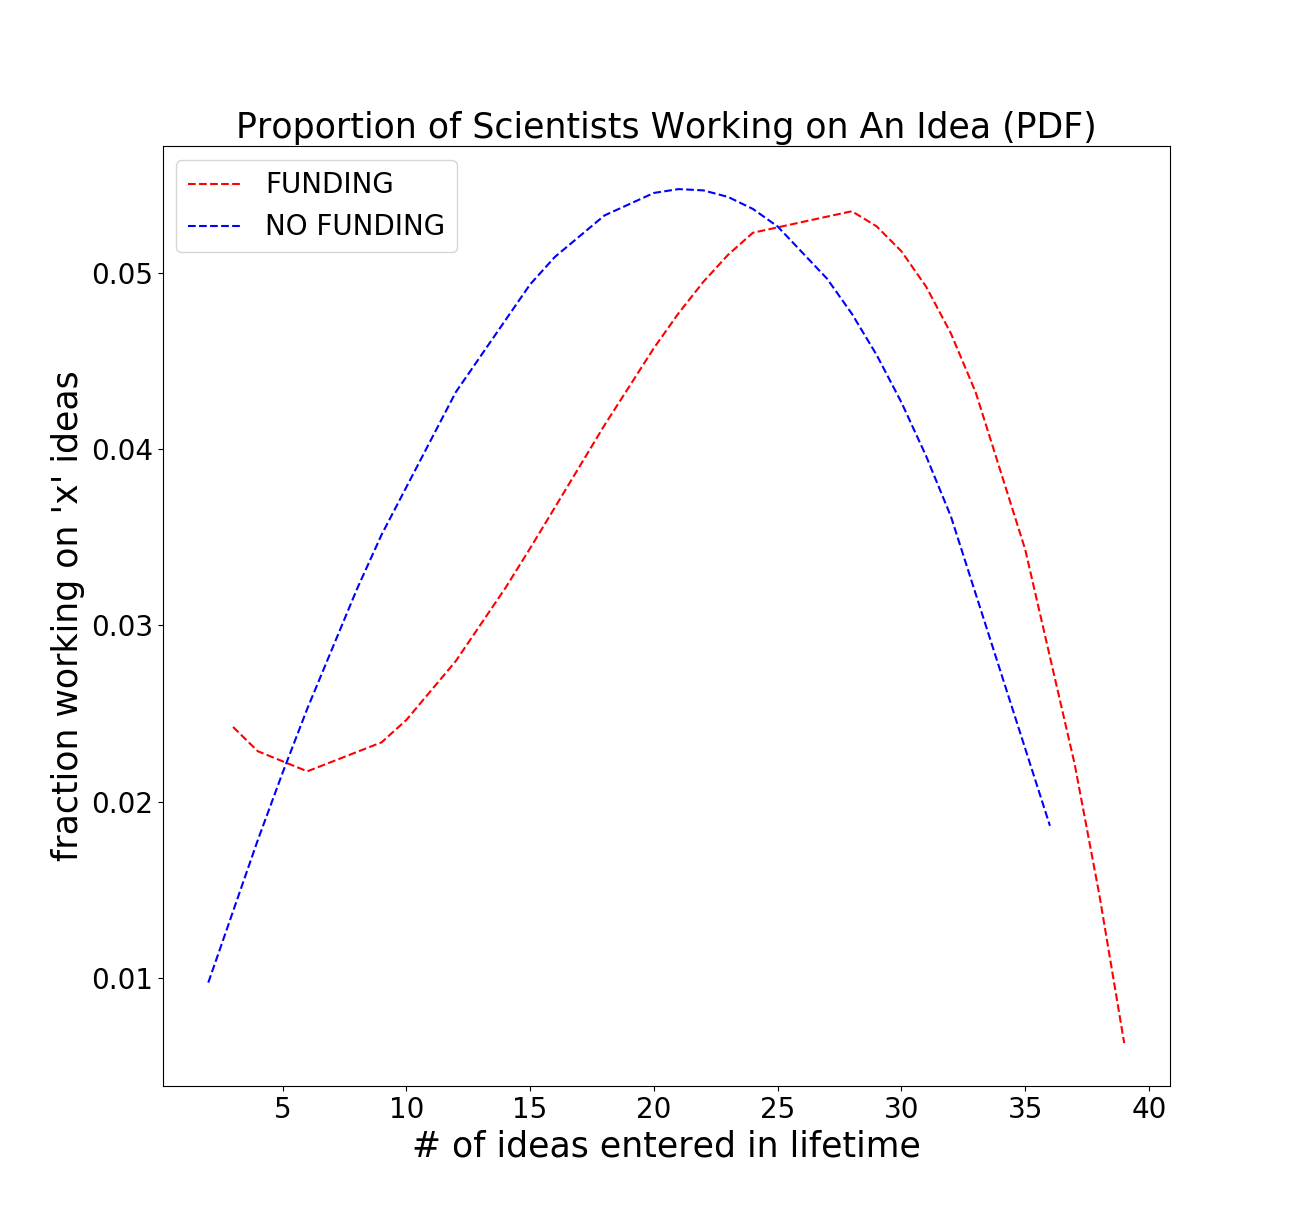 Proportion of Scientists Working on An Idea (PDF)
FUNDING
NO FUNDING
fraction working on 'x' ideas
0.05
0.04
0.03
0.02
0.01
5 10 15 20 25 30 35 40
# of ideas entered in lifetime